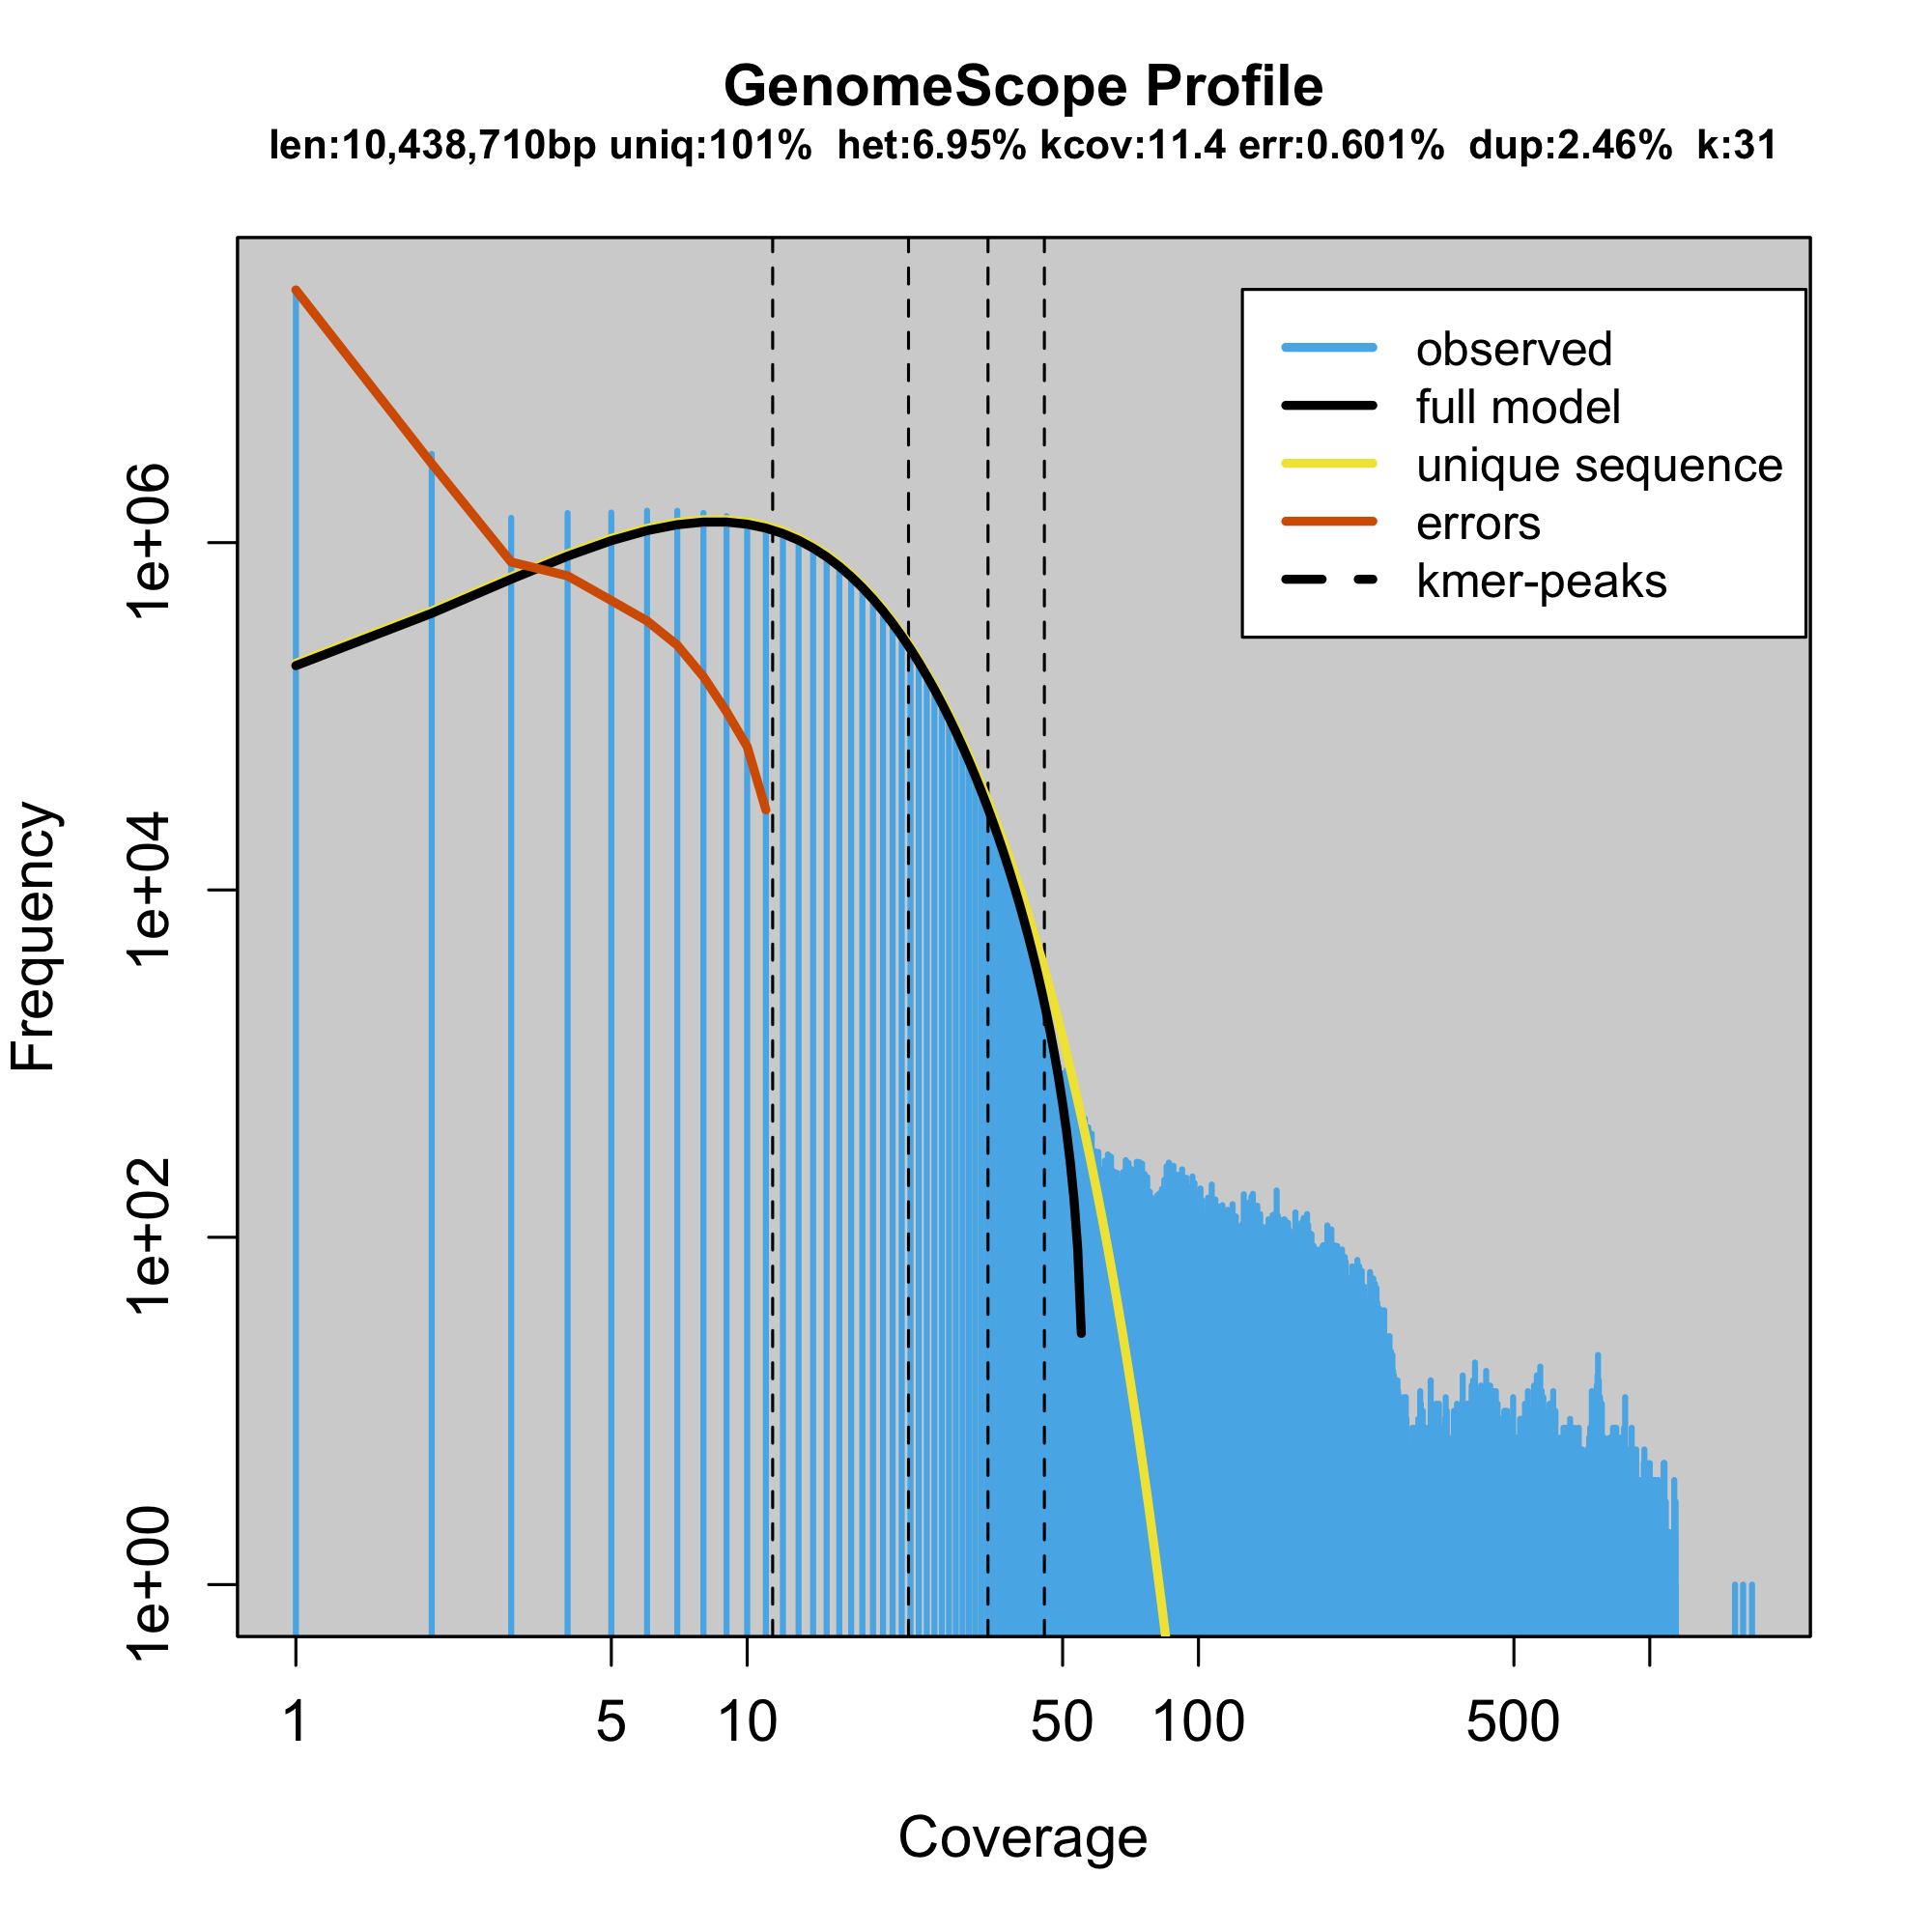 GenomeScope Profile
len:10,438,710bp uniq:101% het:6.95% kcov:11.4 err:0.601% dup:2.46% k:31
observed
full model
unique sequence
errors
kmer-peaks
Frequency
1e+06
1e+04
1e+02
1e+00
1 5 10 50 100 500
Coverage